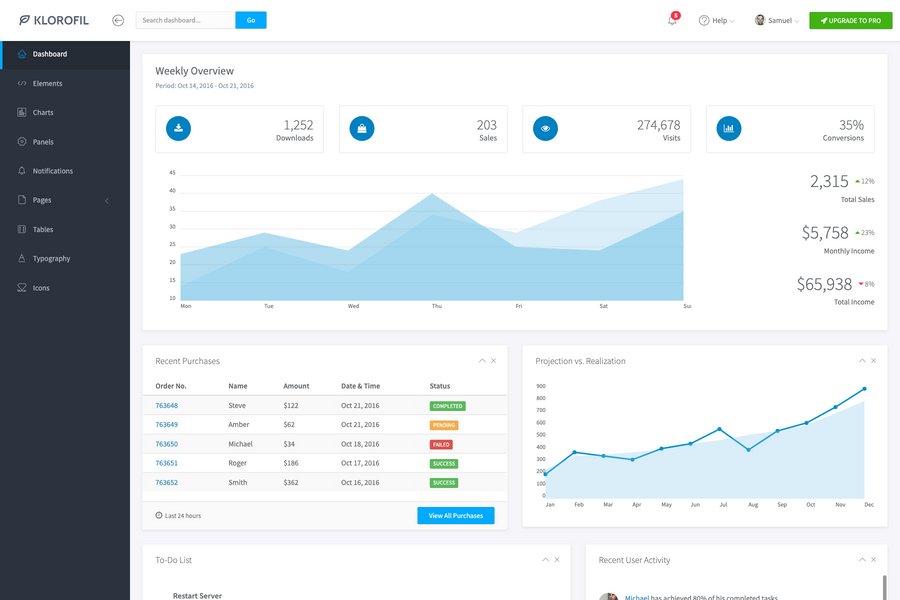 KLOROFIL
Search dashboard...
Go
5
Help
Samuel
UPGRADE TO PRO
Dashboard
Elements
Charts
Panels
Notifications
Pages
Tables
Typography
Icons
Weekly Overview
Period: Oct 14, 2016 - Oct 21, 2016
1,252
Downloads
203
Sales
274,678
Visits
35%
Conversions
45
40
35
30
25
20
15
10
Mon Tue Wed Thu Fri Sat Su
2,315 12%
Total Sales
$5,758 23%
Monthly Income
$65,938 8%
Total Income
Recent Purchases
Order No. Name Amount Date & Time Status
763648 Steve $122 Oct 21, 2016 COMPLETED
763649 Amber $62 Oct 21, 2016 PENDING
763650 Michael $34 Oct 18, 2016 FAILED
763651 Roger $186 Oct 17, 2016 SUCCESS
763652 Smith $362 Oct 16, 2016 SUCCESS
Last 24 hours
View All Purchases
Projection vs. Realization
900
800
700
600
500
400
300
200
100
0
Jan Feb Mar Apr May Jun Jul Aug Sep Oct Nov Dec
To-Do List
Restart Server
Recent User Activity
Michael has achieved 80% of his completed tasks